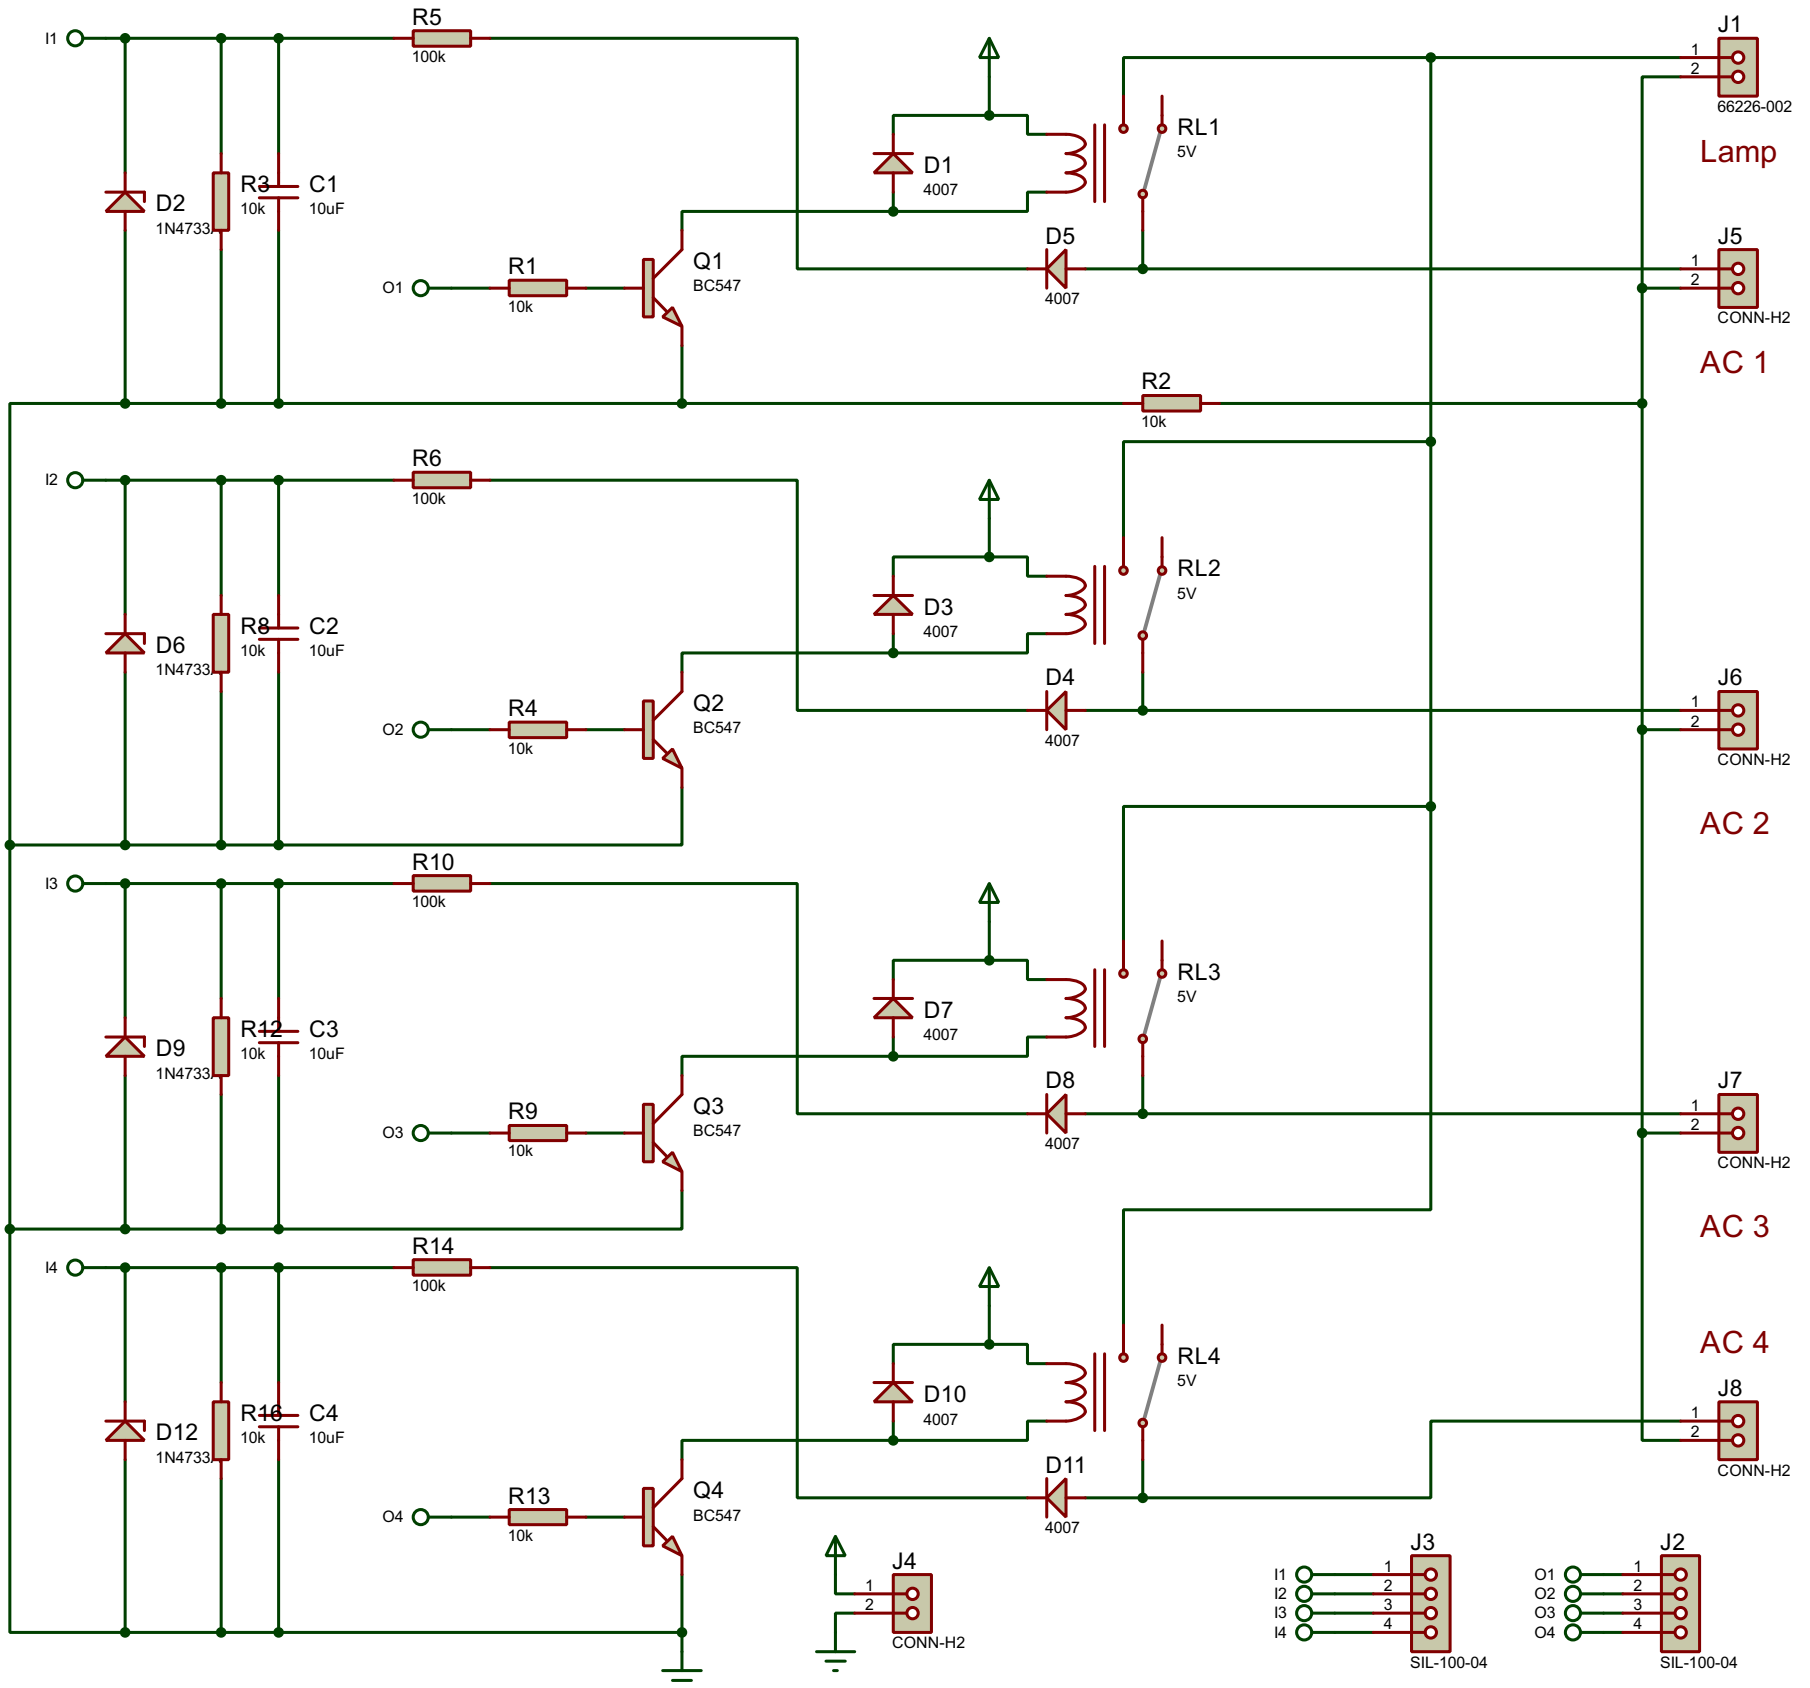 I1
R5
100k
J1
1
2
66226-002
Lamp
RL1
5V
D1
4007
D2
1N4733A
R3
10k
C1
10uF
Q1
BC547
R1
10k
O1
D5
4007
J5
1
2
CONN-H2
AC 1
R2
10k
I2
R6
100k
RL2
5V
D3
4007
D6
1N4733A
R8
10k
C2
10uF
Q2
BC547
R4
10k
O2
D4
4007
J6
1
2
CONN-H2
AC 2
I3
R10
100k
RL3
5V
D7
4007
D9
1N4733A
R12
10k
C3
10uF
Q3
BC547
R9
10k
O3
D8
4007
J7
1
2
CONN-H2
AC 3
I4
R14
100k
AC 4
RL4
5V
D10
4007
D12
1N4733A
R16
10k
C4
10uF
Q4
BC547
R13
10k
O4
D11
4007
J8
1
2
CONN-H2
J4
1
2
CONN-H2
J3
I1 1
I2 2
I3 3
I4 4
SIL-100-04
J2
O1 1
O2 2
O3 3
O4 4
SIL-100-04